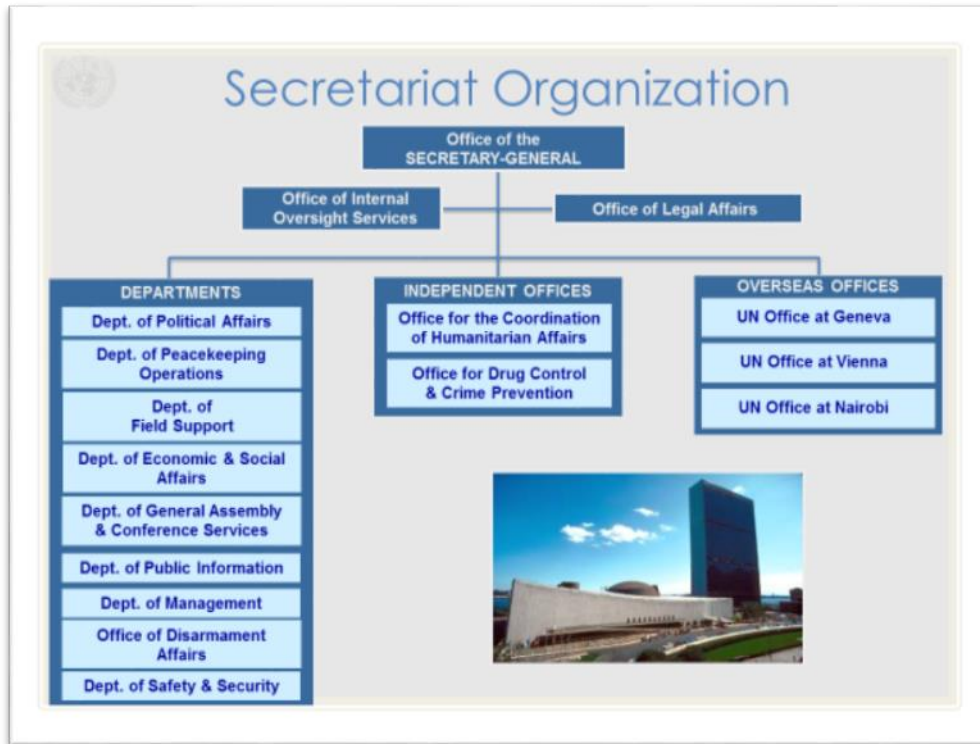 Secretariat Organization
Office of the
SECRETARY-GENERAL
Office of Internal
Oversight Services
Office of Legal Affairs
DEPARTMENTS
Dept. of Political Affairs
Dept. of Peacekeeping
Operations
Dept. of
Field Support
Dept. of Economic & Social
Affairs
Dept. of General Assembly
& Conference Services
Dept. of Public Information
Dept. of Management
Office of Disarmament
Affairs
Dept. of Safety & Security
INDEPENDENT OFFICES
Office for the Coordination
of Humanitarian Affairs
Office for Drug Control
& Crime Prevention
OVERSEAS OFFICES
UN Office at Geneva
UN Office at Vienna
UN Office at Nairobi